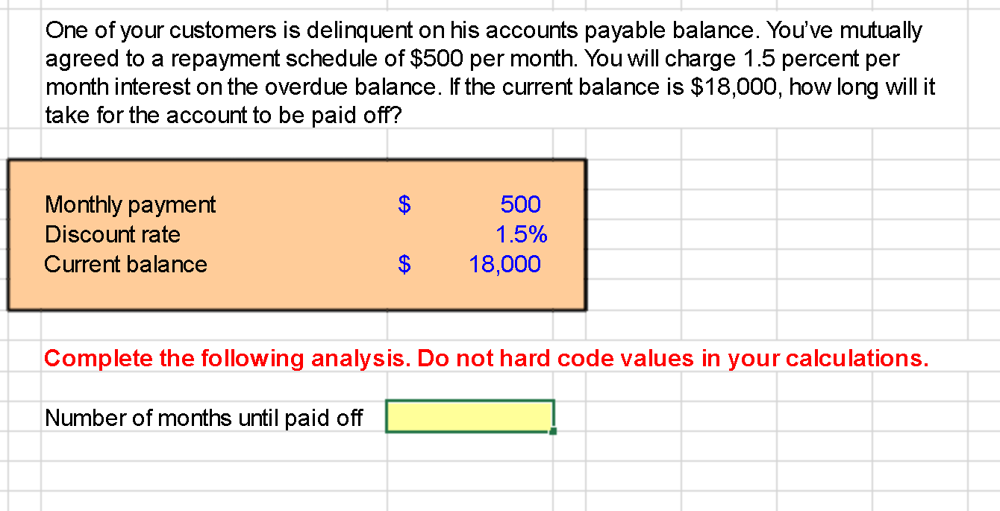 One of your customers is delinquent on his accounts payable balance. You’ve mutually
agreed to a repayment schedule of $500 per month. You will charge 1.5 percent per
month interest on the overdue balance. If the current balance is $18,000, how long will it
take for the account to be paid off?
Monthly payment $ 500
Discount rate 1.5%
Current balance $ 18,000
Complete the following analysis. Do not hard code values in your calculations.
Number of months until paid off